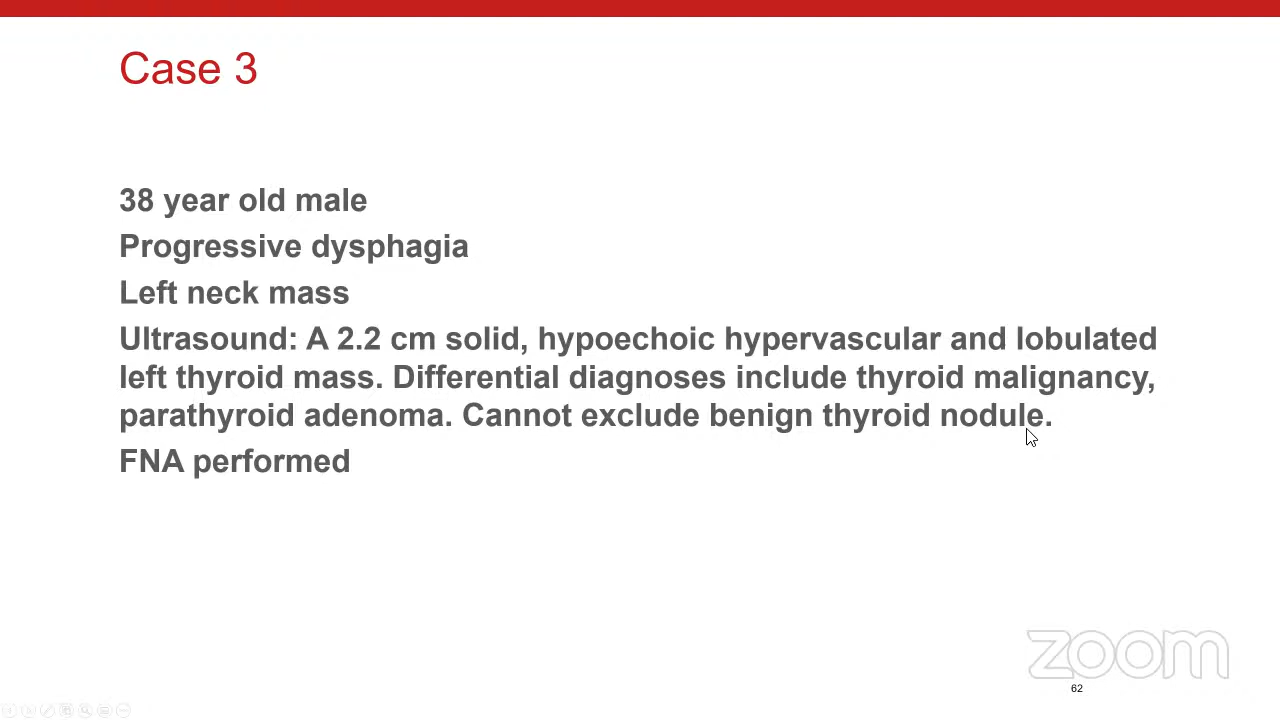 Case 3
38 year old male
Progressive dysphagia
Left neck mass
Ultrasound: A 2.2 cm solid, hypoechoic hypervascular and lobulated
left thyroid mass. Differential diagnoses include thyroid malignancy,
parathyroid adenoma. Cannot exclude benign thyroid nodule.
FNA performed
zoom
62